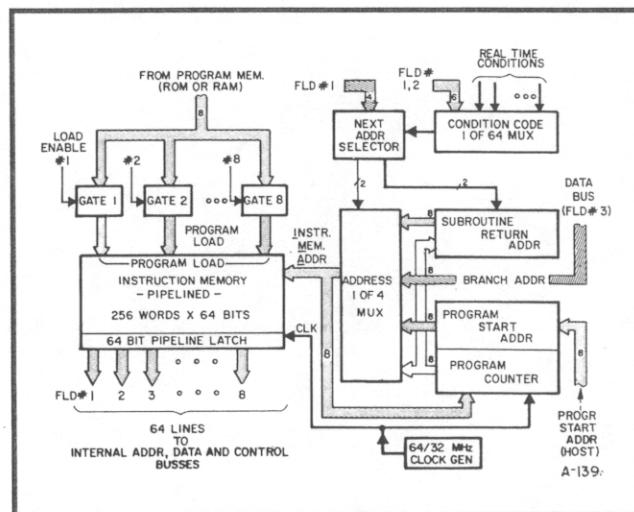 REAL TIME
CONDITIONS
FROM PROGRAM MEM.
(ROM OR RAM)
8
FLD #1
FLD #
1, 2
4
6
LOAD
ENABLE
#1
#2
#8
NEXT
ADDR
SELECTOR
CONDITION CODE
1 OF 64 MUX
GATE 1
GATE 2
GATE 8
PROGRAM
LOAD
2
2
DATA
BUS
(FLD #3)
PROGRAM LOAD
INSTRUCTION MEMORY
- PIPELINED -
256 WORDS X 64 BITS
64 BIT PIPELINE LATCH
INSTR.
MEM.
ADDR
CLK
8
ADDRESS
1 OF 4
MUX
8
SUBROUTINE
RETURN
ADDR
8
BRANCH ADDR
8
PROGRAM
START
ADDR
8
PROGRAM
COUNTER
8
FLD# 1
2
3
8
64 LINES
TO
INTERNAL ADDR, DATA AND CONTROL
BUSSES
64/32 MHz
CLOCK GEN
PROGR
START
ADDR
(HOST)
A-139